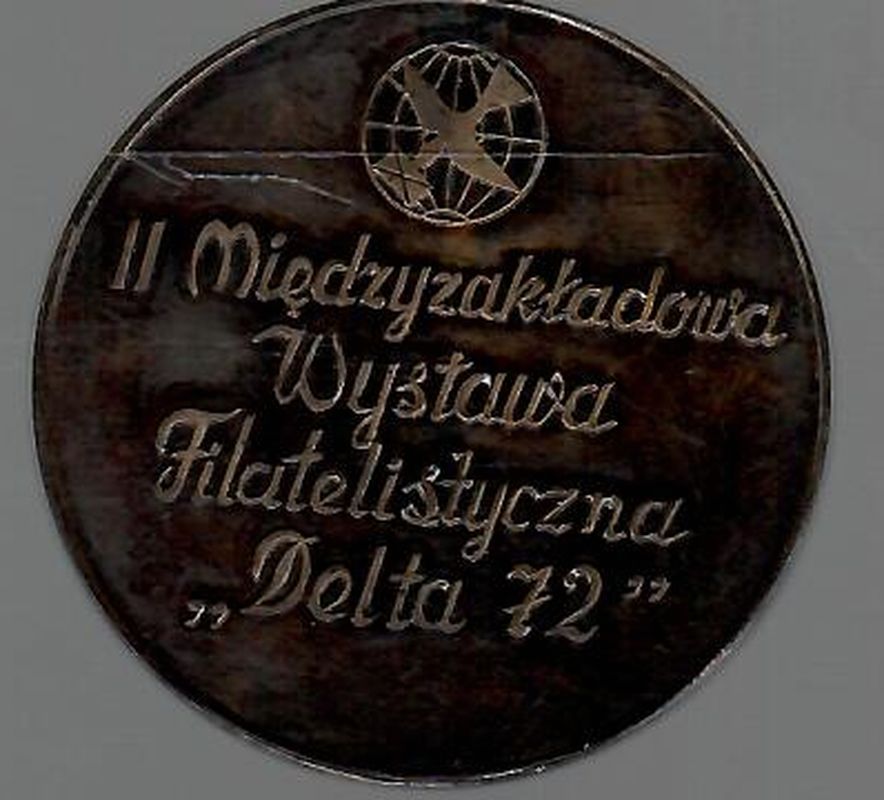 II Międzyzakładowa
Wystawa
Filatelistyczna
„Delta 72”